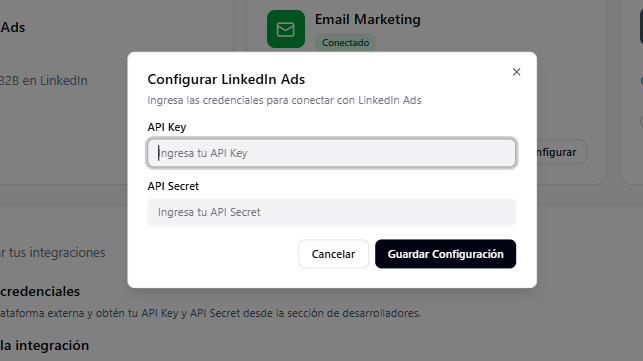 Ads
Email Marketing
Conectado
B2B en LinkedIn
Configurar LinkedIn Ads
Ingresa las credenciales para conectar con LinkedIn Ads
API Key
Ingresa tu API Key
nfigurar
API Secret
Ingresa tu API Secret
Cancelar
Guardar Configuración
ar tus integraciones
credenciales
ataforma externa y obtén tu API Key y API Secret desde la sección de desarrolladores.
la integración